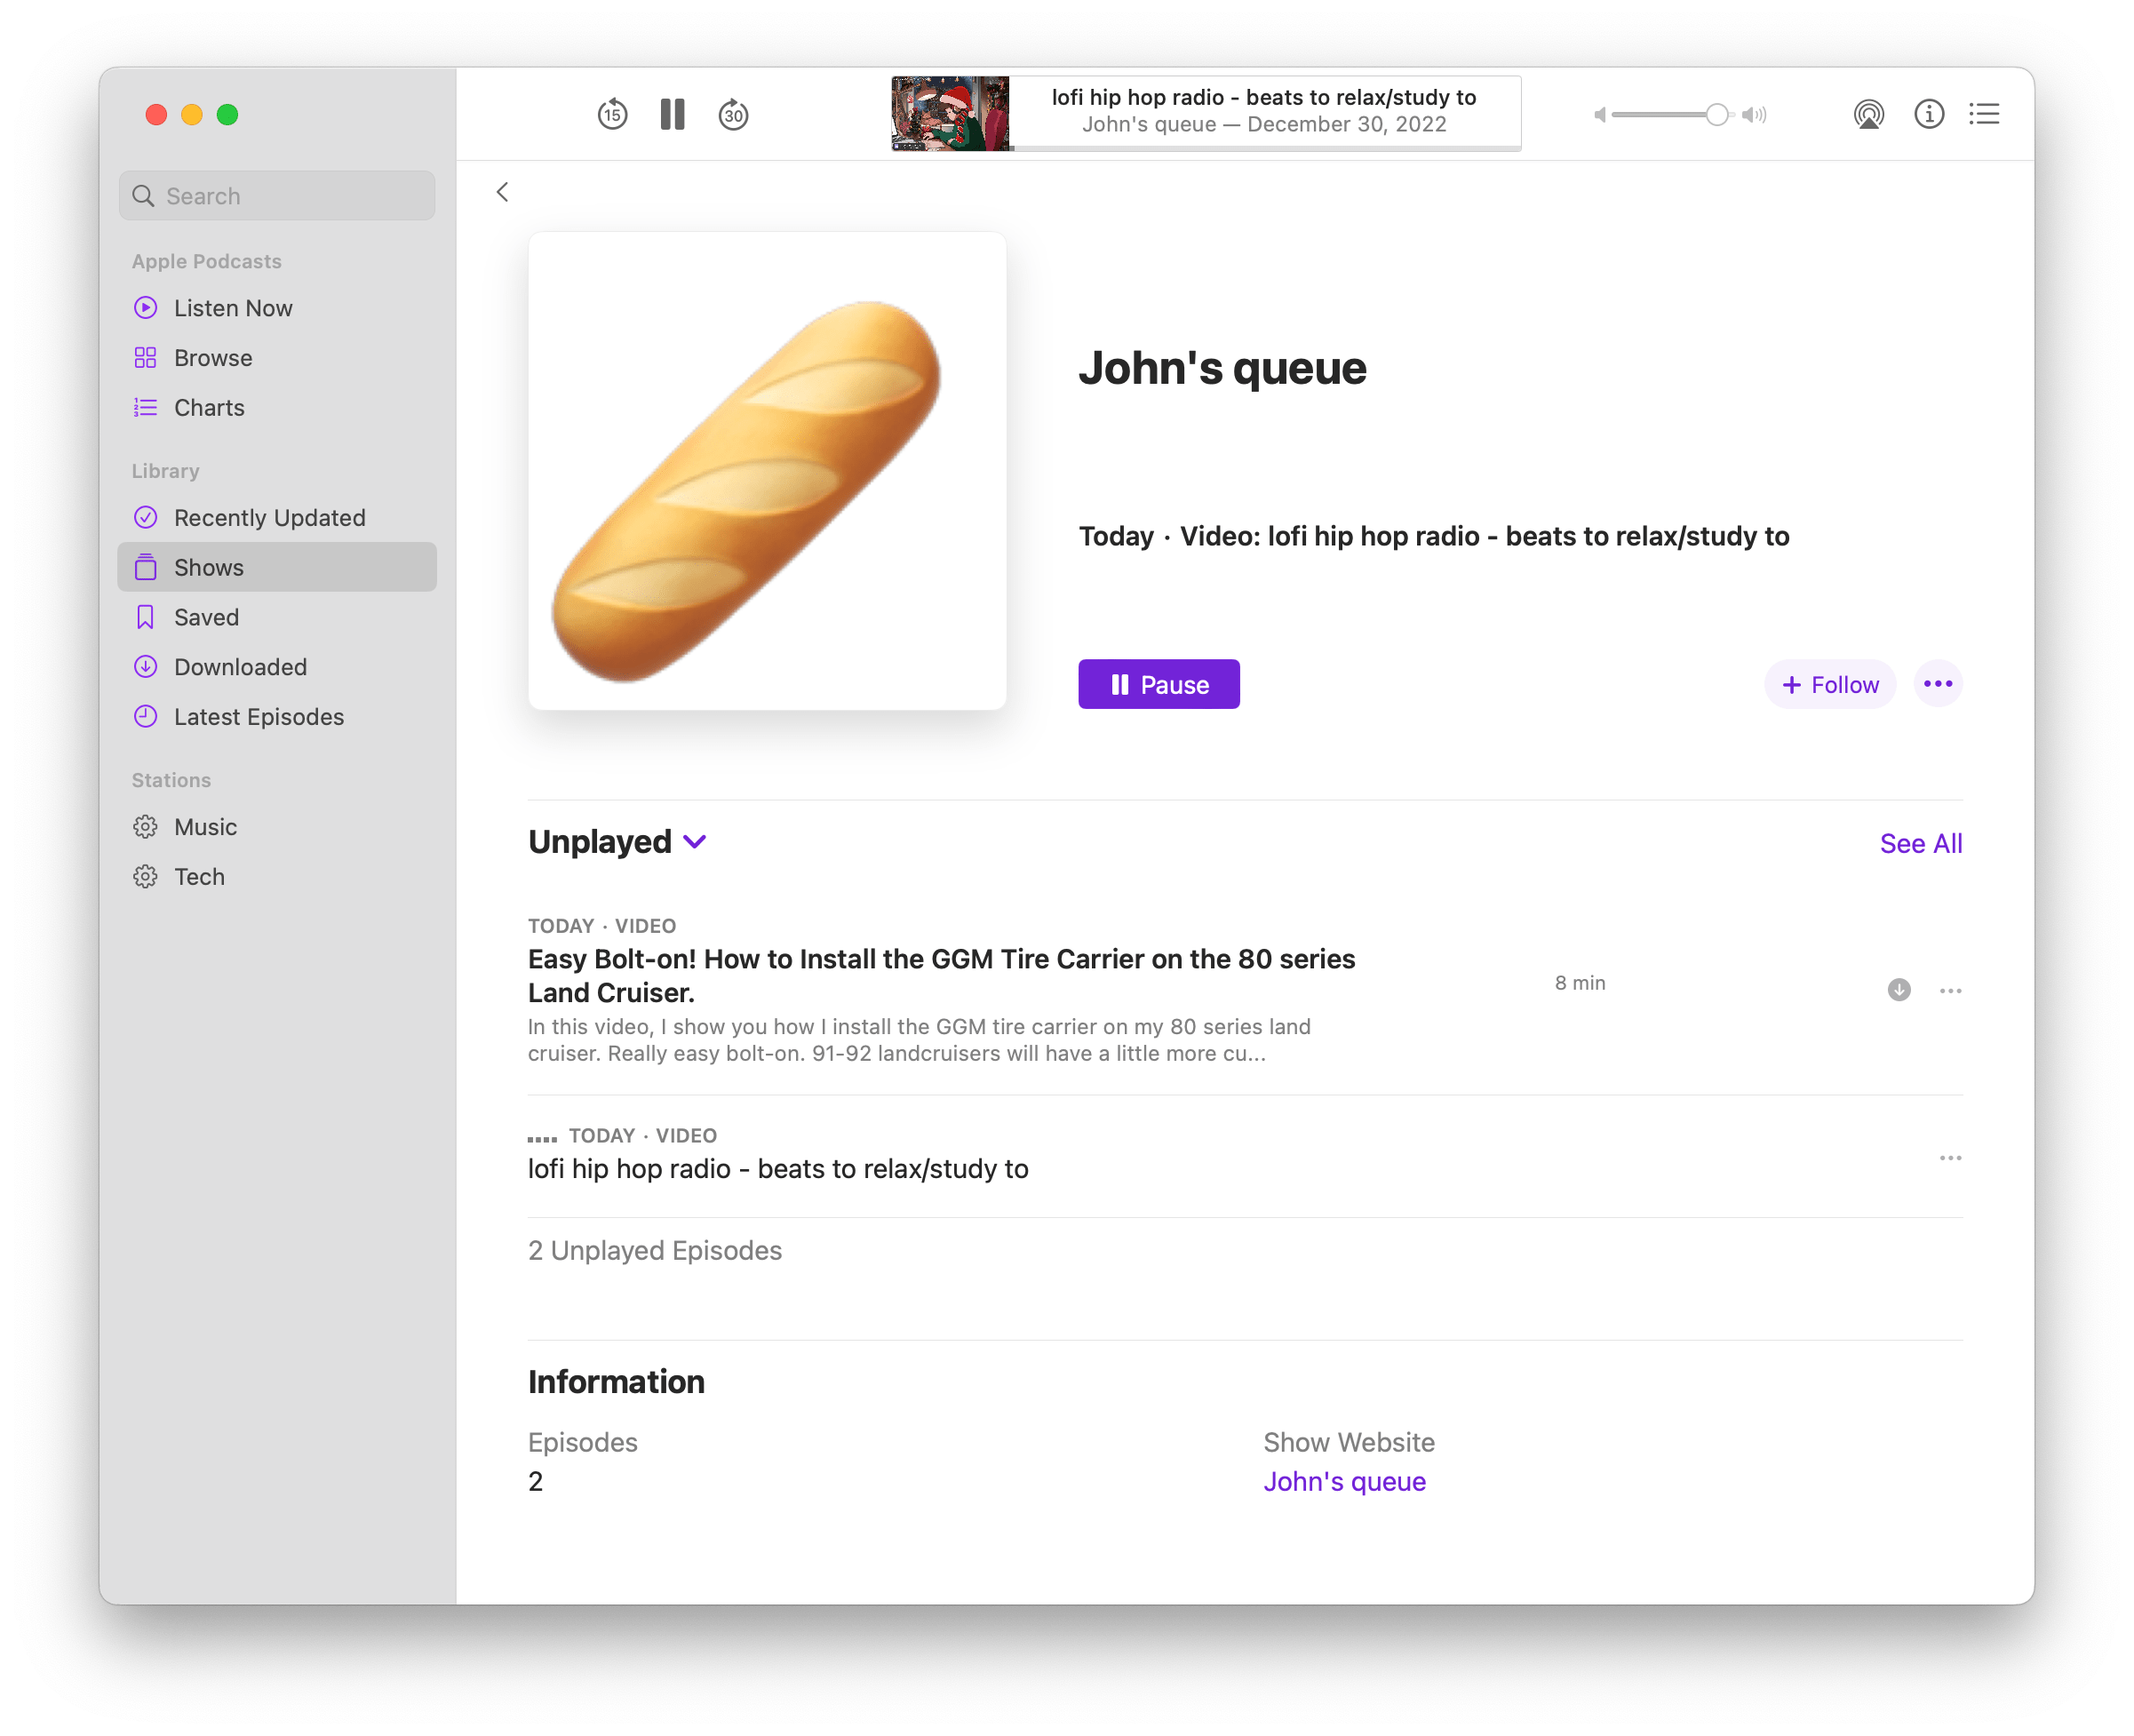 15
30
lofi hip hop radio - beats to relax/study to
John's queue — December 30, 2022
Search
Apple Podcasts
Listen Now
Browse
Charts
Library
Recently Updated
Shows
Saved
Downloaded
Latest Episodes
Stations
Music
Tech
John's queue
Today · Video: lofi hip hop radio - beats to relax/study to
Pause
+ Follow
Unplayed
See All
TODAY · VIDEO
Easy Bolt-on! How to Install the GGM Tire Carrier on the 80 series
Land Cruiser.
In this video, I show you how I install the GGM tire carrier on my 80 series land
cruiser. Really easy bolt-on. 91-92 landcruisers will have a little more cu...
8 min
TODAY · VIDEO
lofi hip hop radio - beats to relax/study to
2 Unplayed Episodes
Information
Episodes
2
Show Website
John's queue